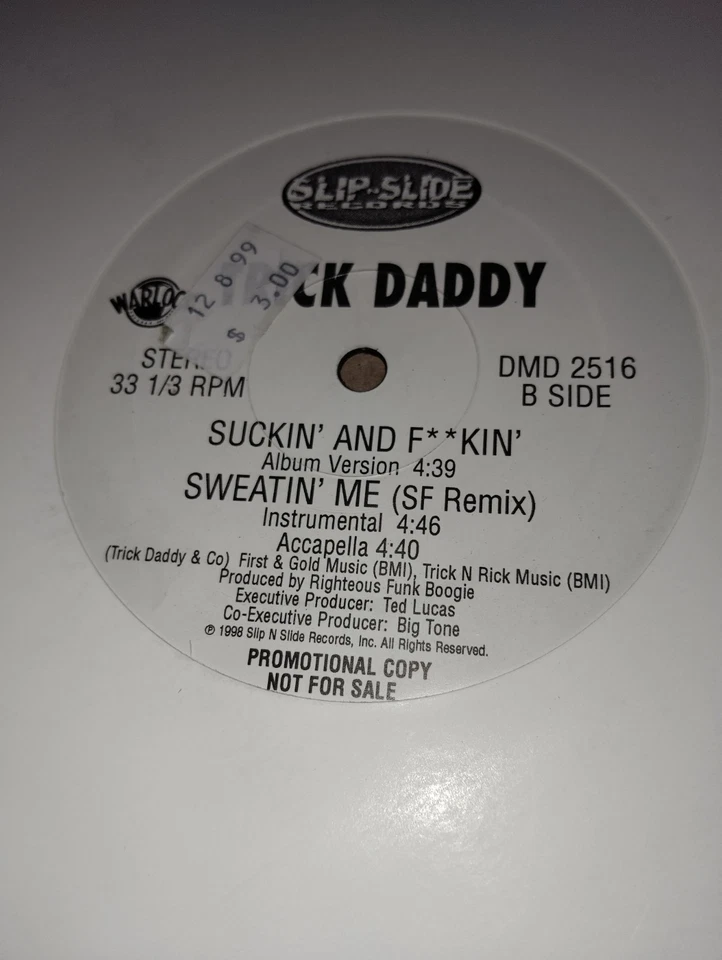 SLIP-N-SLIDE
RECORDS
12 8 99
$ 3.00
DADDY
33 1/3 RPM
DMD 2516
B SIDE
SUCKIN' AND F**KIN'
Album Version 4:39
SWEATIN' ME (SF Remix)
Instrumental 4:46
Accapella 4:40
(Trick Daddy & Co) First & Gold Music (BMI), Trick N Rick Music (BMI)
Produced by Righteous Funk Boogie
Executive Producer: Ted Lucas
Co-Executive Producer: Big Tone
℗ 1998 Slip N Slide Records, Inc. All Rights Reserved.
PROMOTIONAL COPY
NOT FOR SALE